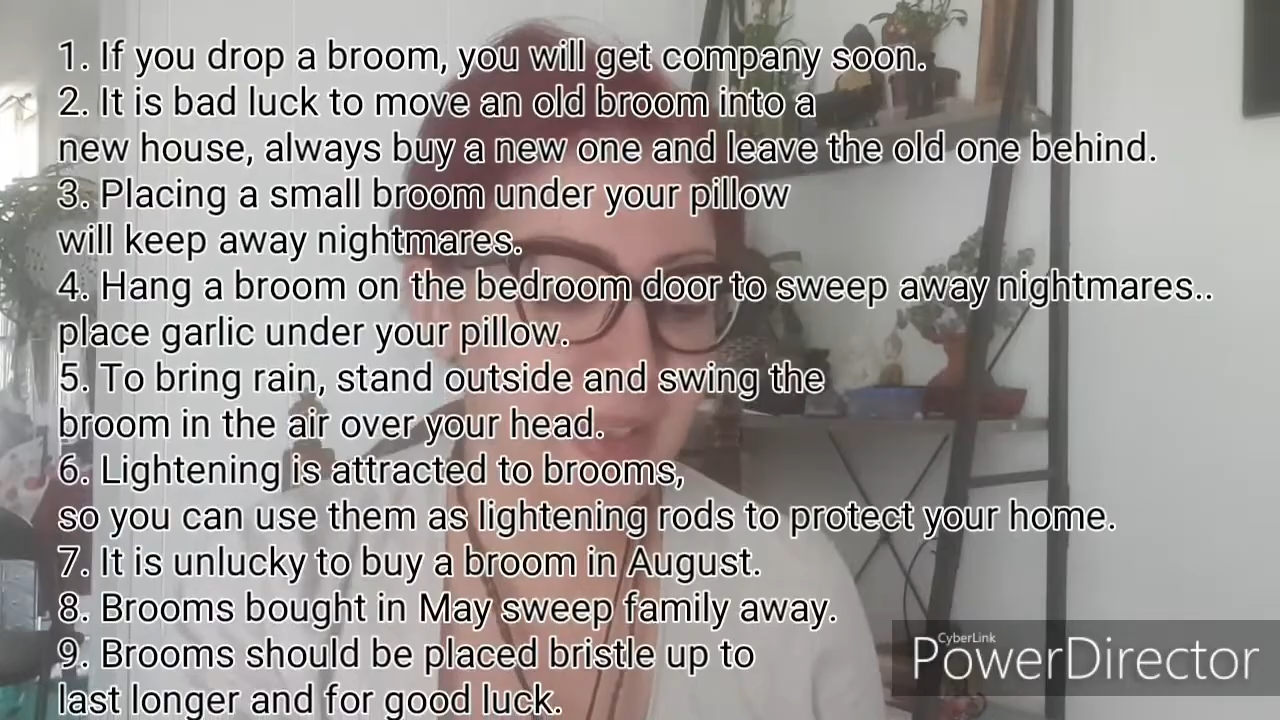 1. If you drop a broom, you will get company soon.
2. It is bad luck to move an old broom into a
new house, always buy a new one and leave the old one behind.
3. Placing a small broom under your pillow
will keep away nightmares.
4. Hang a broom on the bedroom door to sweep away nightmares..
place garlic under your pillow.
5. To bring rain, stand outside and swing the
broom in the air over your head.
6. Lightening is attracted to brooms,
so you can use them as lightening rods to protect your home.
7. It is unlucky to buy a broom in August.
8. Brooms bought in May sweep family away.
9. Brooms should be placed bristle up to
last longer and for good luck.
CyberLink
PowerDirector